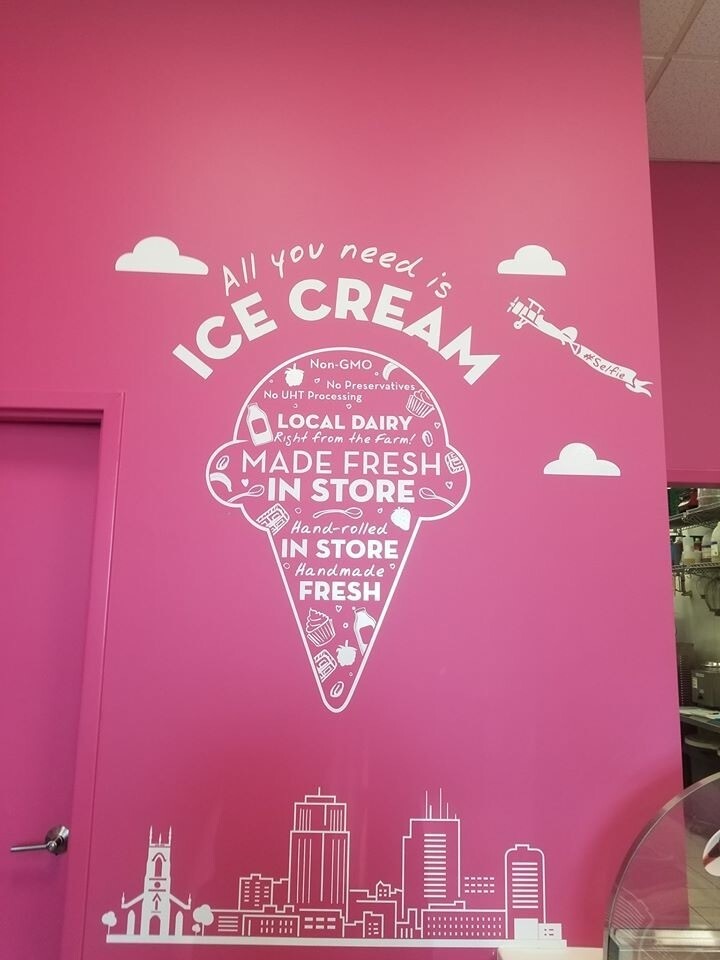 All you need is
ICE CREAM
#Selfie
Non-GMO
No Preservatives
No UHT Processing
LOCAL DAIRY
Right from the Farm!
MADE FRESH
IN STORE
Hand-rolled
IN STORE
Handmade
FRESH